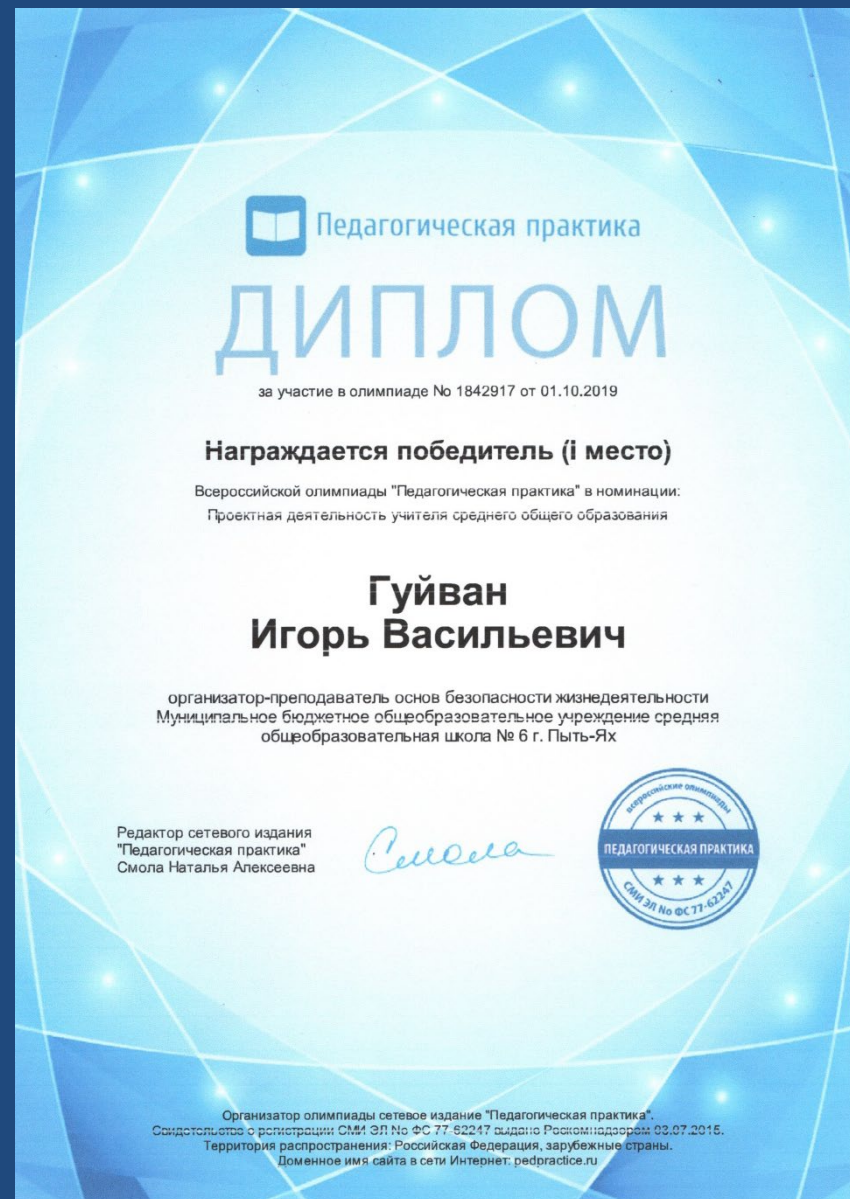 Педагогическая практика
ДИПЛОМ
за участие в олимпиаде No 1842917 от 01.10.2019
Награждается победитель (i место)
Всероссийской олимпиады "Педагогическая практика" в номинации:
Проектная деятельность учителя среднего общего образования
Гуйван
Игорь Васильевич
организатор-преподаватель основ безопасности жизнедеятельности
Муниципальное бюджетное общеобразовательное учреждение средняя
общеобразовательная школа № 6 г. Пыть-Ях
Редактор сетевого издания
"Педагогическая практика"
Смола Наталья Алексеевна
Смола
всероссийские олимпиады
ПЕДАГОГИЧЕСКАЯ ПРАКТИКА
СМИ ЭЛ No ФС 77-62247
Организатор олимпиады сетевое издание "Педагогическая практика".
Свидетельство о регистрации СМИ ЭЛ No ФС 77-62247 выдано Роскомнадзором 03.07.2015.
Территория распространения: Российская Федерация, зарубежные страны.
Доменное имя сайта в сети Интернет: pedpractice.ru